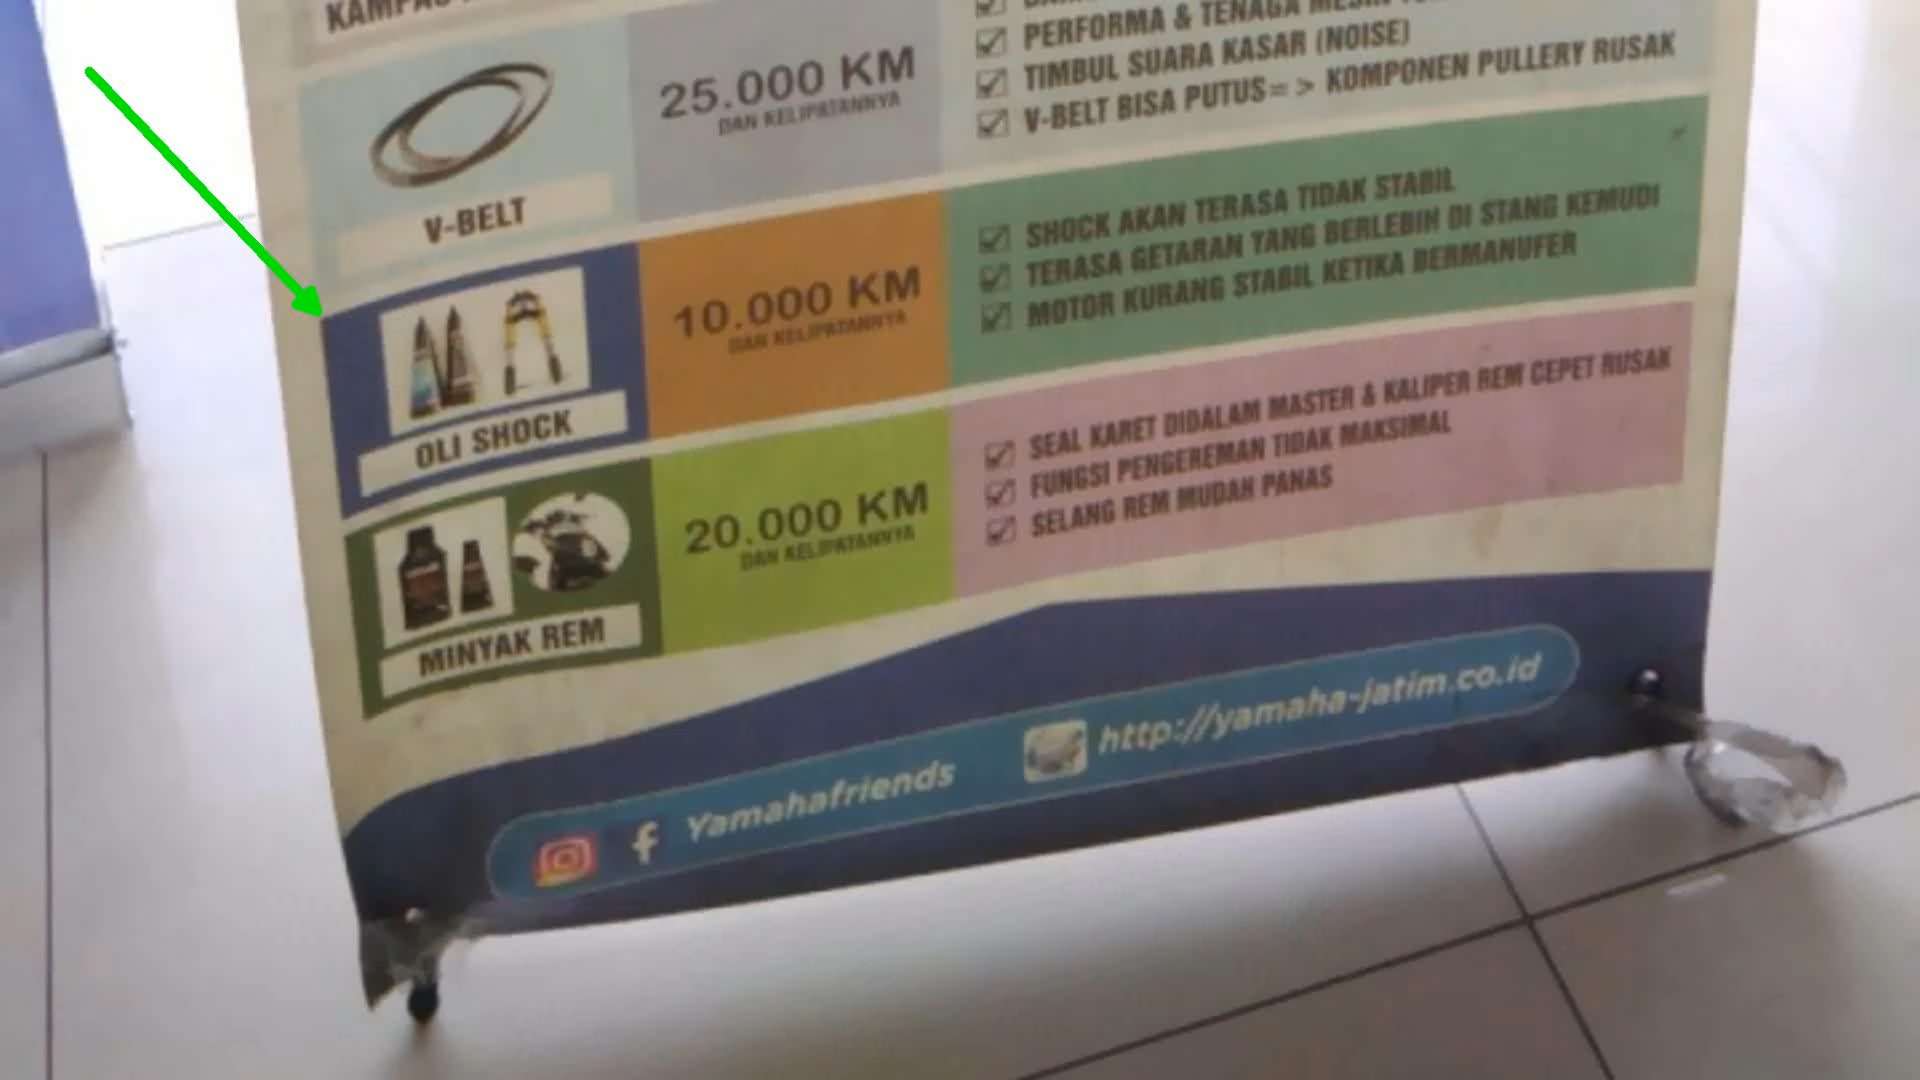 V-BELT
25.000 KM
DAN KELIPATANNYA
TIMBUL SUARA KASAR (NOISE)
V-BELT BISA PUTUS= > KOMPONEN PULLERY RUSAK
PERFORMA & TENAGA MESIN
OLI SHOCK
10.000 KM
DAN KELIPATANNYA
SHOCK AKAN TERASA TIDAK STABIL
TERASA GETARAN YANG BERLEBIH DI STANG KEMUDI
MOTOR KURANG STABIL KETIKA BERMANUFER
MINYAK REM
20.000 KM
DAN KELIPATANNYA
SEAL KARET DIDALAM MASTER & KALIPER REM CEPET RUSAK
FUNGSI PENGEREMAN TIDAK MAKSIMAL
SELANG REM MUDAH PANAS
Yamahafriends
http://yamaha-jatim.co.id